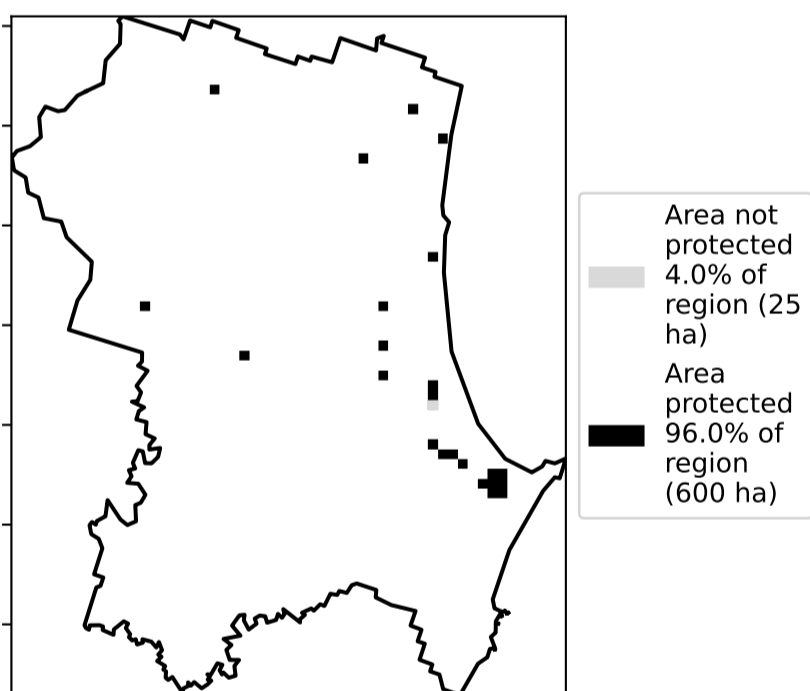 Area not
protected
4.0% of
region (25
ha)
Area
protected
96.0% of
region
(600 ha)